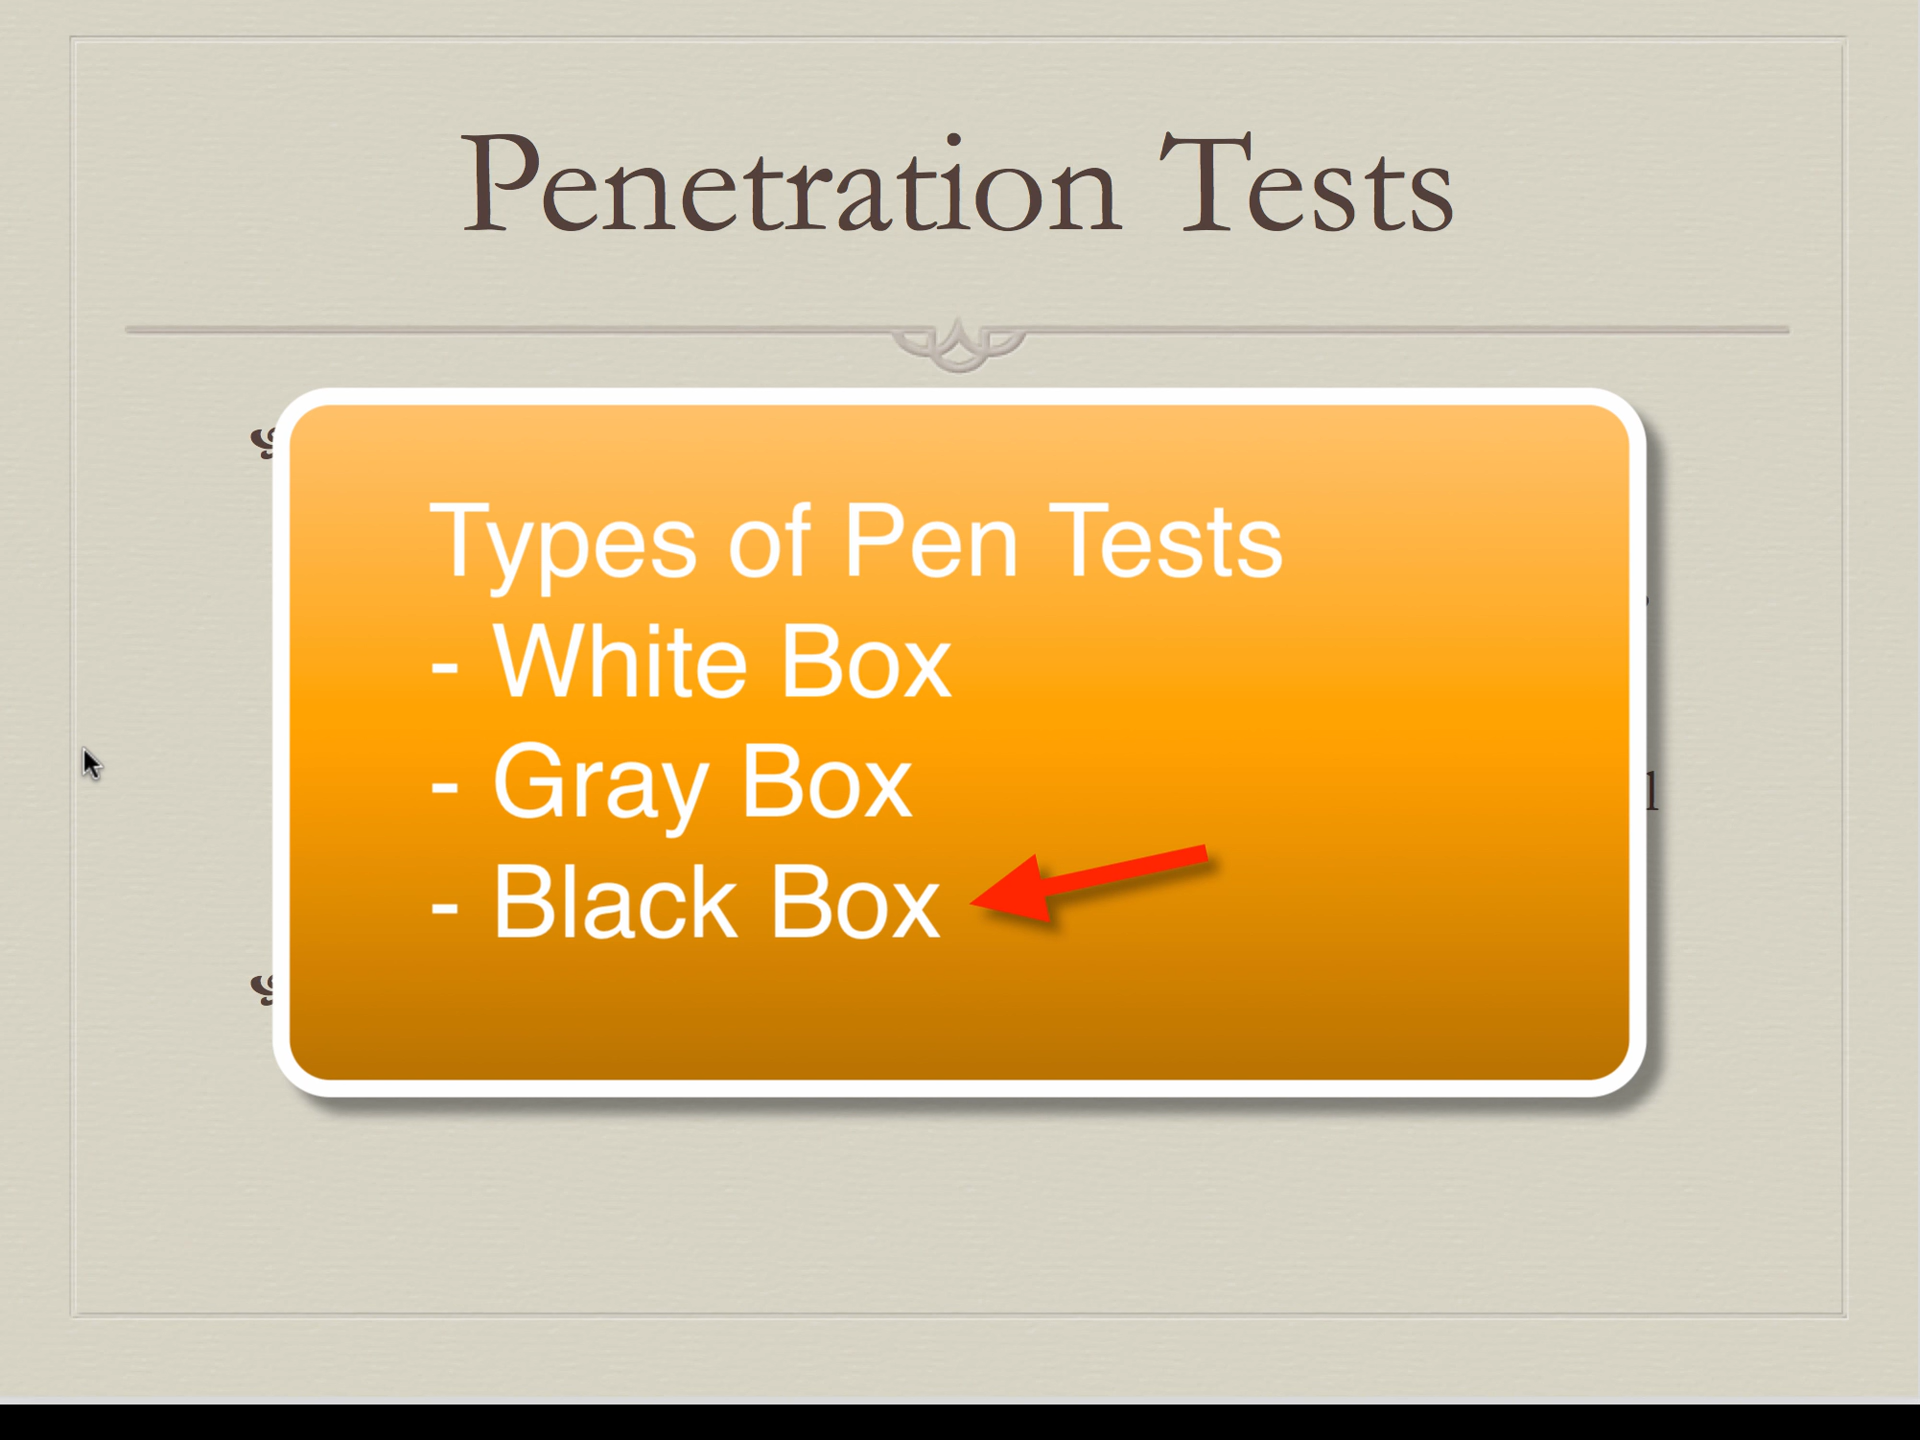 Penetration Tests
Types of Pen Tests
- White Box
- Gray Box
- Black Box